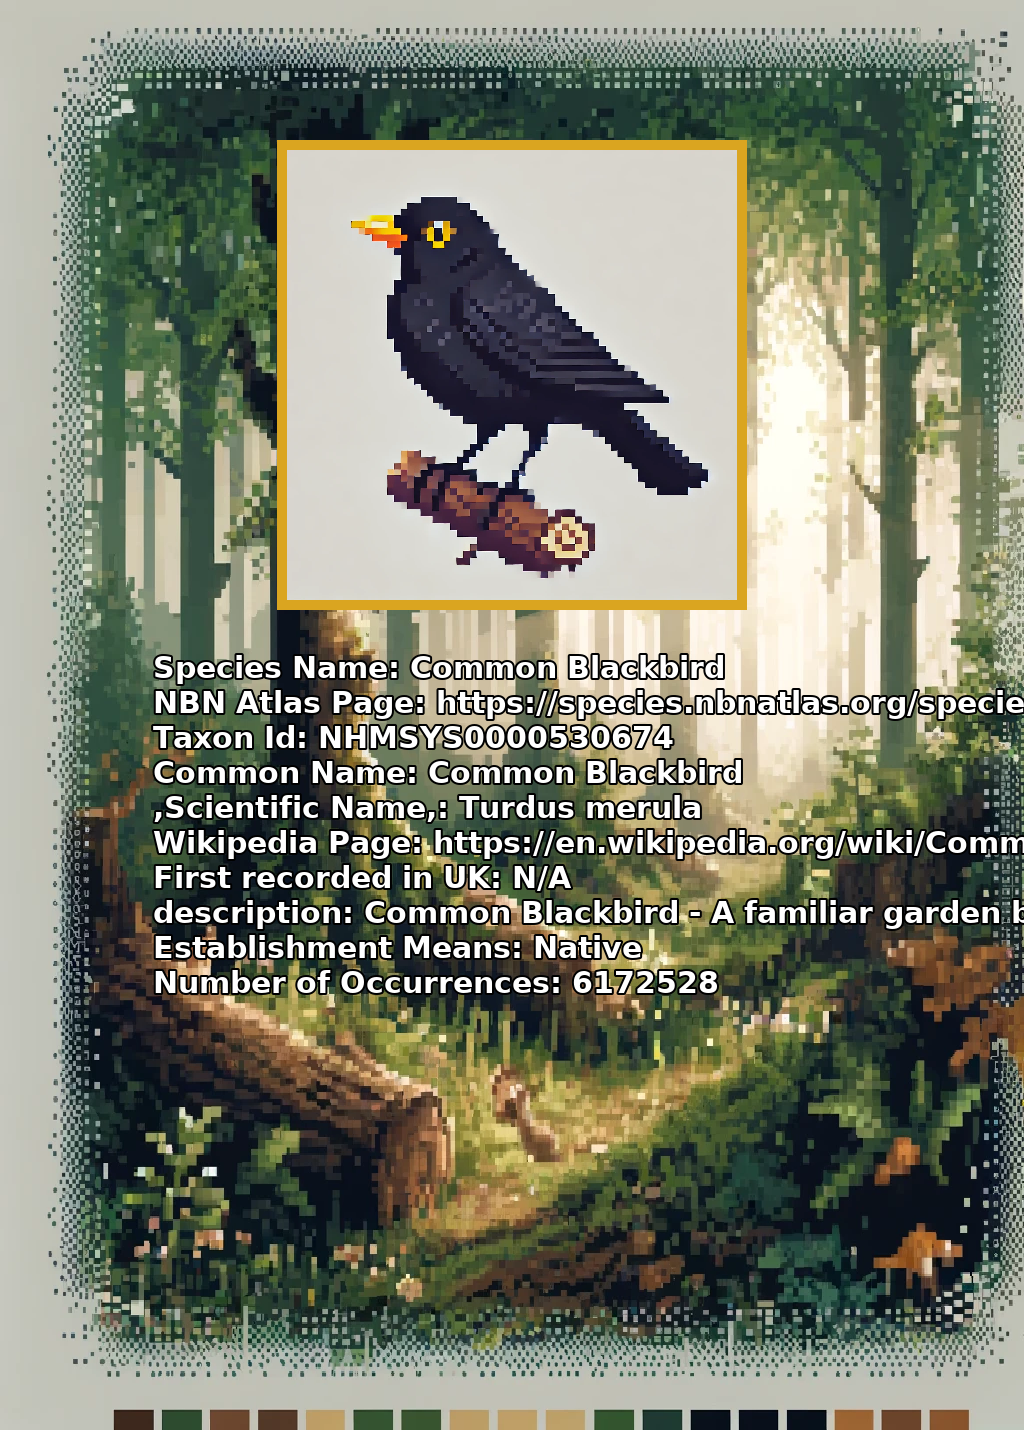 Species Name: Common Blackbird
NBN Atlas Page: https://species.nbnatlas.org/specie
Taxon Id: NHMSYS0000530674
Common Name: Common Blackbird
,Scientific Name,: Turdus merula
Wikipedia Page: https://en.wikipedia.org/wiki/Comm
First recorded in UK: N/A
description: Common Blackbird - A familiar garden b
Establishment Means: Native
Number of Occurrences: 6172528